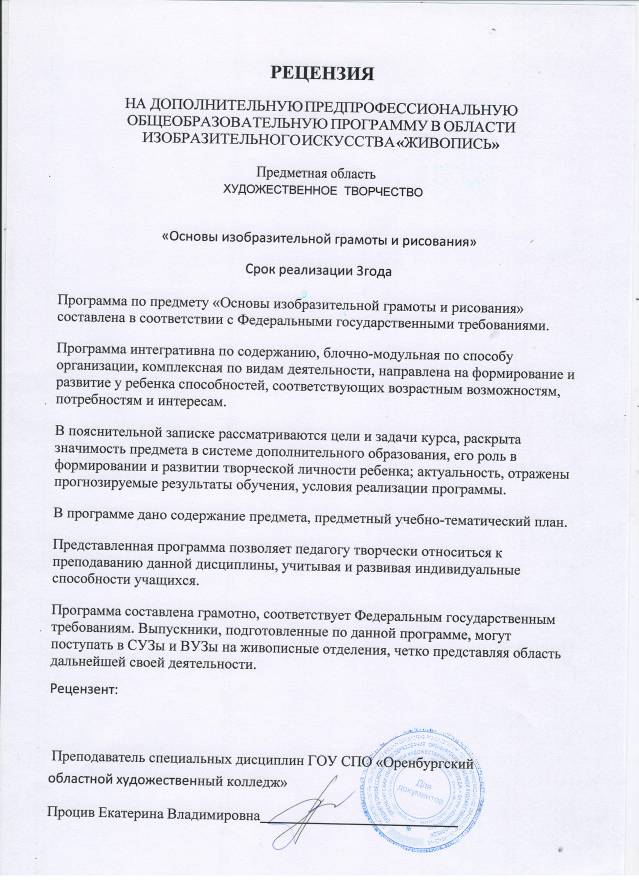 РЕЦЕНЗИЯ
НА ДОПОЛНИТЕЛЬНУЮ ПРЕДПРОФЕССИОНАЛЬНУЮ
ОБЩЕОБРАЗОВАТЕЛЬНУЮ ПРОГРАММУ В ОБЛАСТИ
ИЗОБРАЗИТЕЛЬНОГО ИСКУССТВА «ЖИВОПИСЬ»
Предметная область
ХУДОЖЕСТВЕННОЕ ТВОРЧЕСТВО
«Основы изобразительной грамоты и рисования»
Срок реализации 3года
Программа по предмету «Основы изобразительной грамоты и рисования»
составлена в соответствии с Федеральными государственными требованиями.
Программа интегративна по содержанию, блочно-модульная по способу
организации, комплексная по видам деятельности, направлена на формирование и
развитие у ребенка способностей, соответствующих возрастным возможностям,
потребностям и интересам.
В пояснительной записке рассматриваются цели и задачи курса, раскрыта
значимость предмета в системе дополнительного образования, его роль в
формировании и развитии творческой личности ребенка; актуальность, отражены
прогнозируемые результаты обучения, условия реализации программы.
В программе дано содержание предмета, предметный учебно-тематический план.
Представленная программа позволяет педагогу творчески относиться к
преподаванию данной дисциплины, учитывая и развивая индивидуальные
способности учащихся.
Программа составлена грамотно, соответствует Федеральным государственным
требованиям. Выпускники, подготовленные по данной программе, могут
поступать в СУЗы и ВУЗы на живописные отделения, четко представляя область
дальнейшей своей деятельности.
Рецензент:
Преподаватель специальных дисциплин ГОУ СПО «Оренбургский
областной художественный колледж»
Процив Екатерина Владимировна
Для
документов